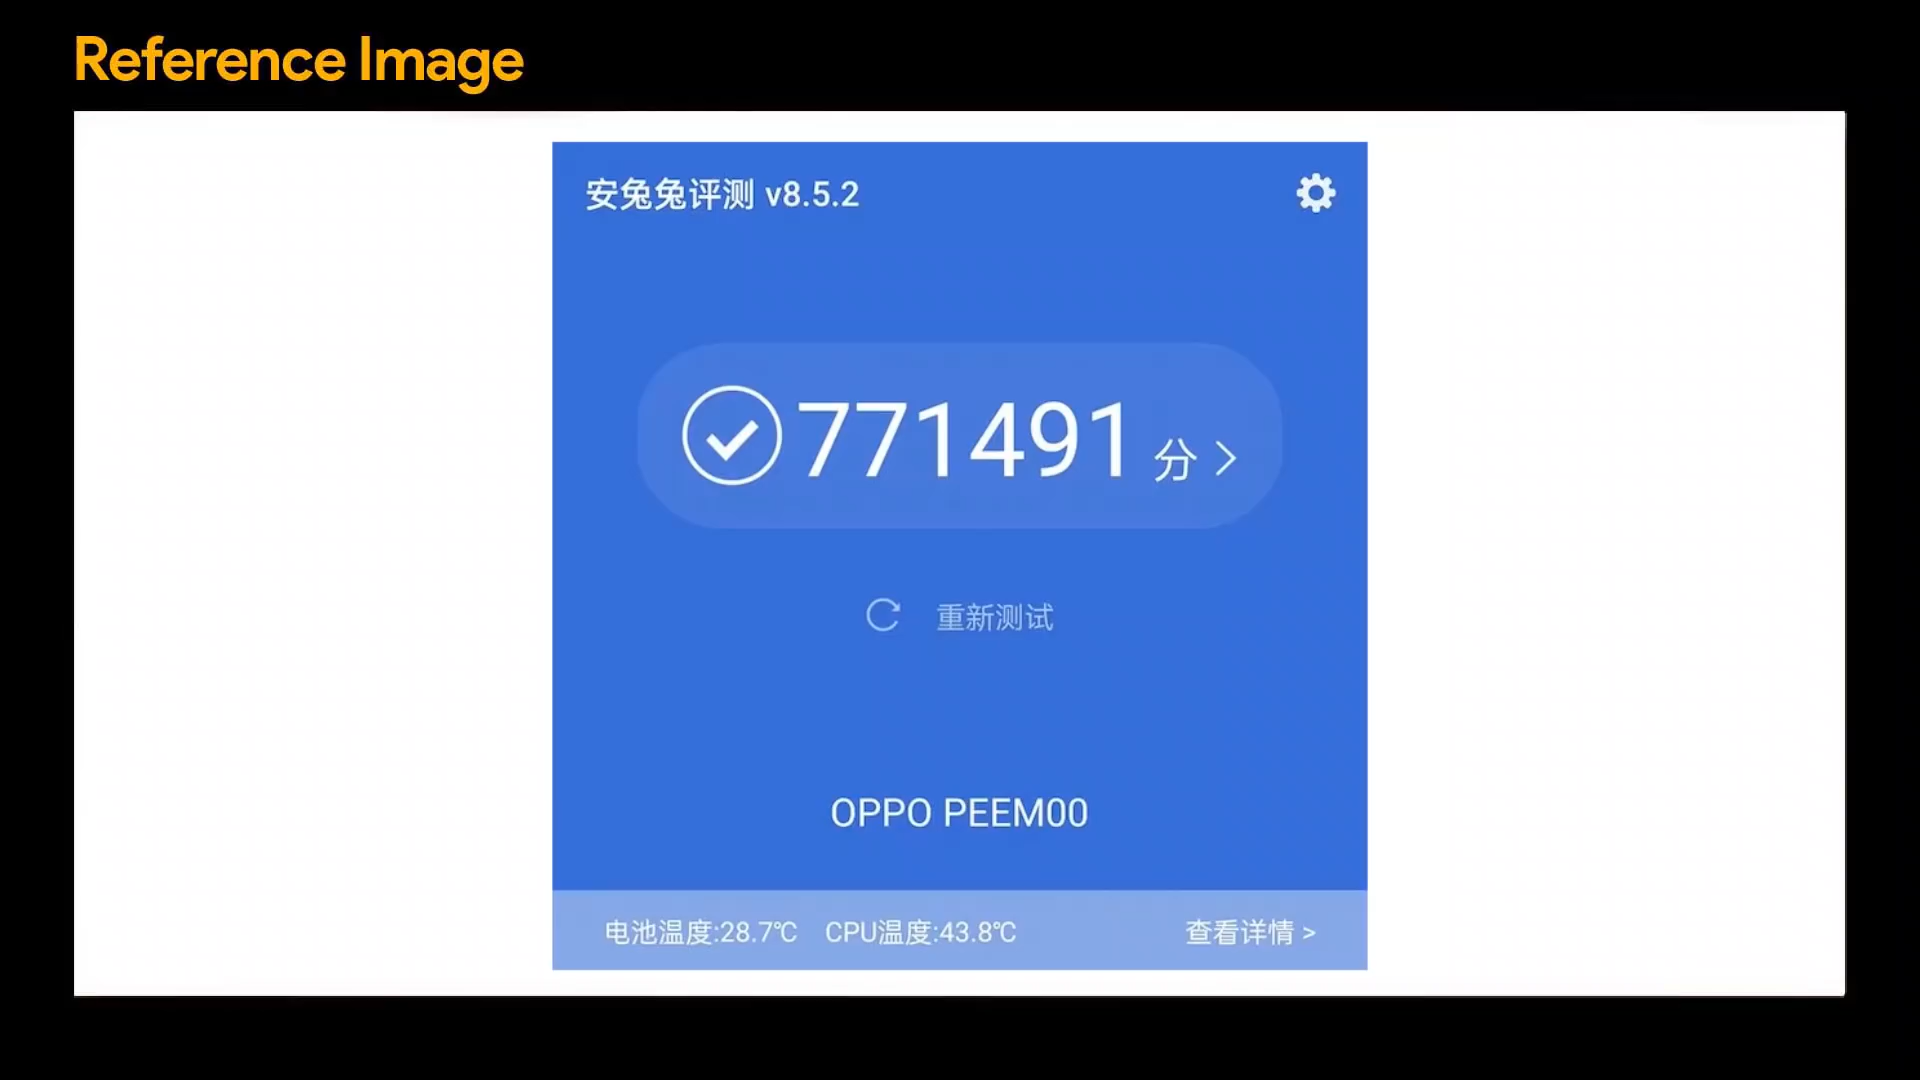 Reference Image
安兔兔评测 v8.5.2
771491 分 >
重新测试
OPPO PEEM00
电池温度:28.7℃ CPU温度:43.8℃ 查看详情 >